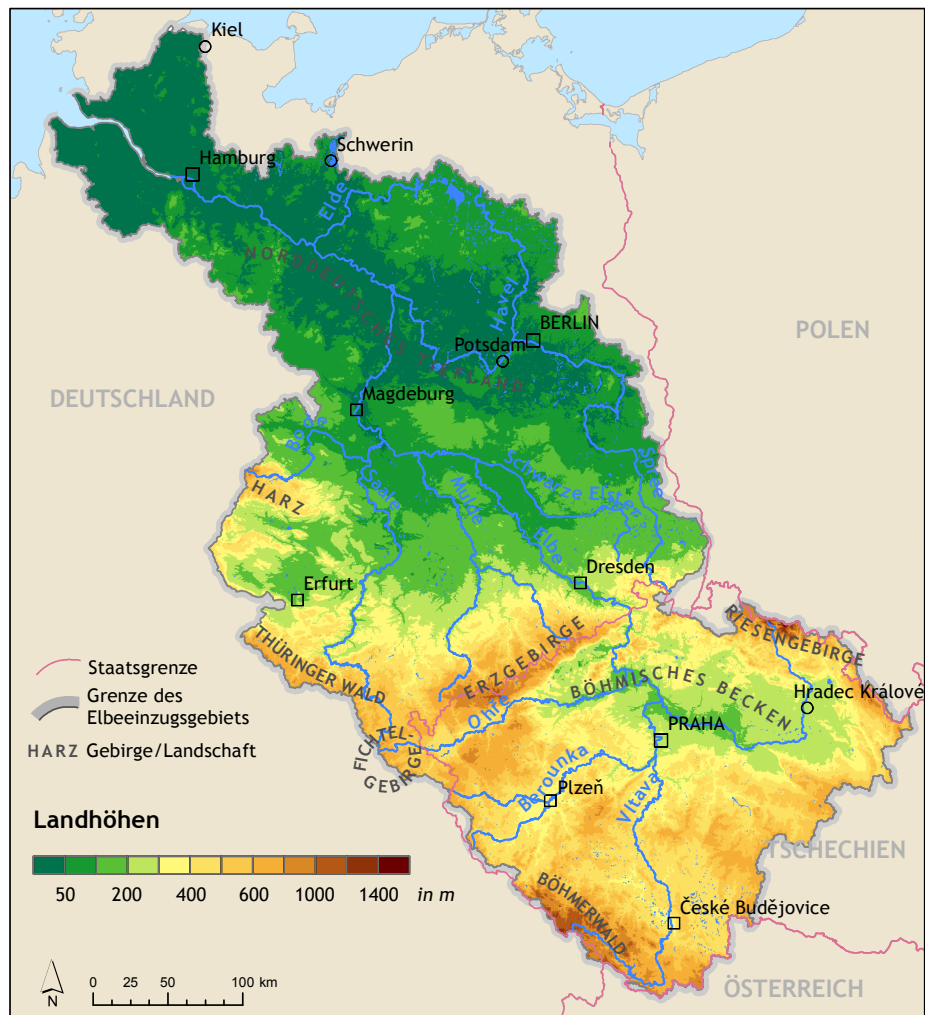 Kiel
Schwerin
Hamburg
Elde
NORDDEUTSCHES TIEFLAND
Havel
BERLIN
Potsdam
POLEN
DEUTSCHLAND
Magdeburg
Bode
Saale
Mulde
Schwarze Elster
Spree
HARZ
Elbe
Dresden
Erfurt
THÜRINGER WALD
ERZGEBIRGE
RIESENGEBIRGE
BÖHMISCHES BECKEN
Hradec Králové
Ohře
FICHTEL-
GEBIRGE
PRAHA
Berounka
Plzeň
Vltava
TSCHECHIEN
BÖHMERWALD
České Budějovice
ÖSTERREICH
Staatsgrenze
Grenze des
Elbeeinzugsgebiets
HARZ Gebirge/Landschaft
Landhöhen
50 200 400 600 1000 1400 in m
N
0 25 50 100 km